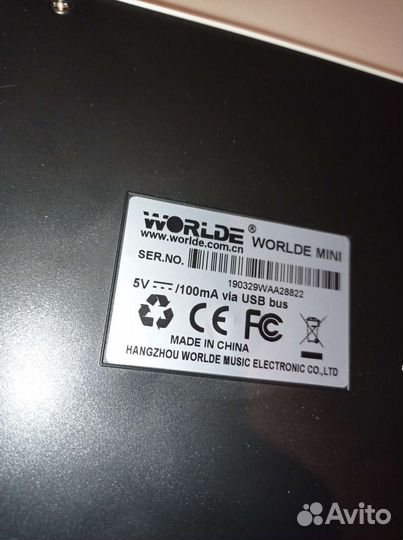 WORLDE® WORLDE MINI
www.worlde.com.cn
SER.NO.
190329WAA28822
5V ⎓/100mA via USB bus
CE FC
MADE IN CHINA
HANGZHOU WORLDE MUSIC ELECTRONIC CO.,LTD
Avito